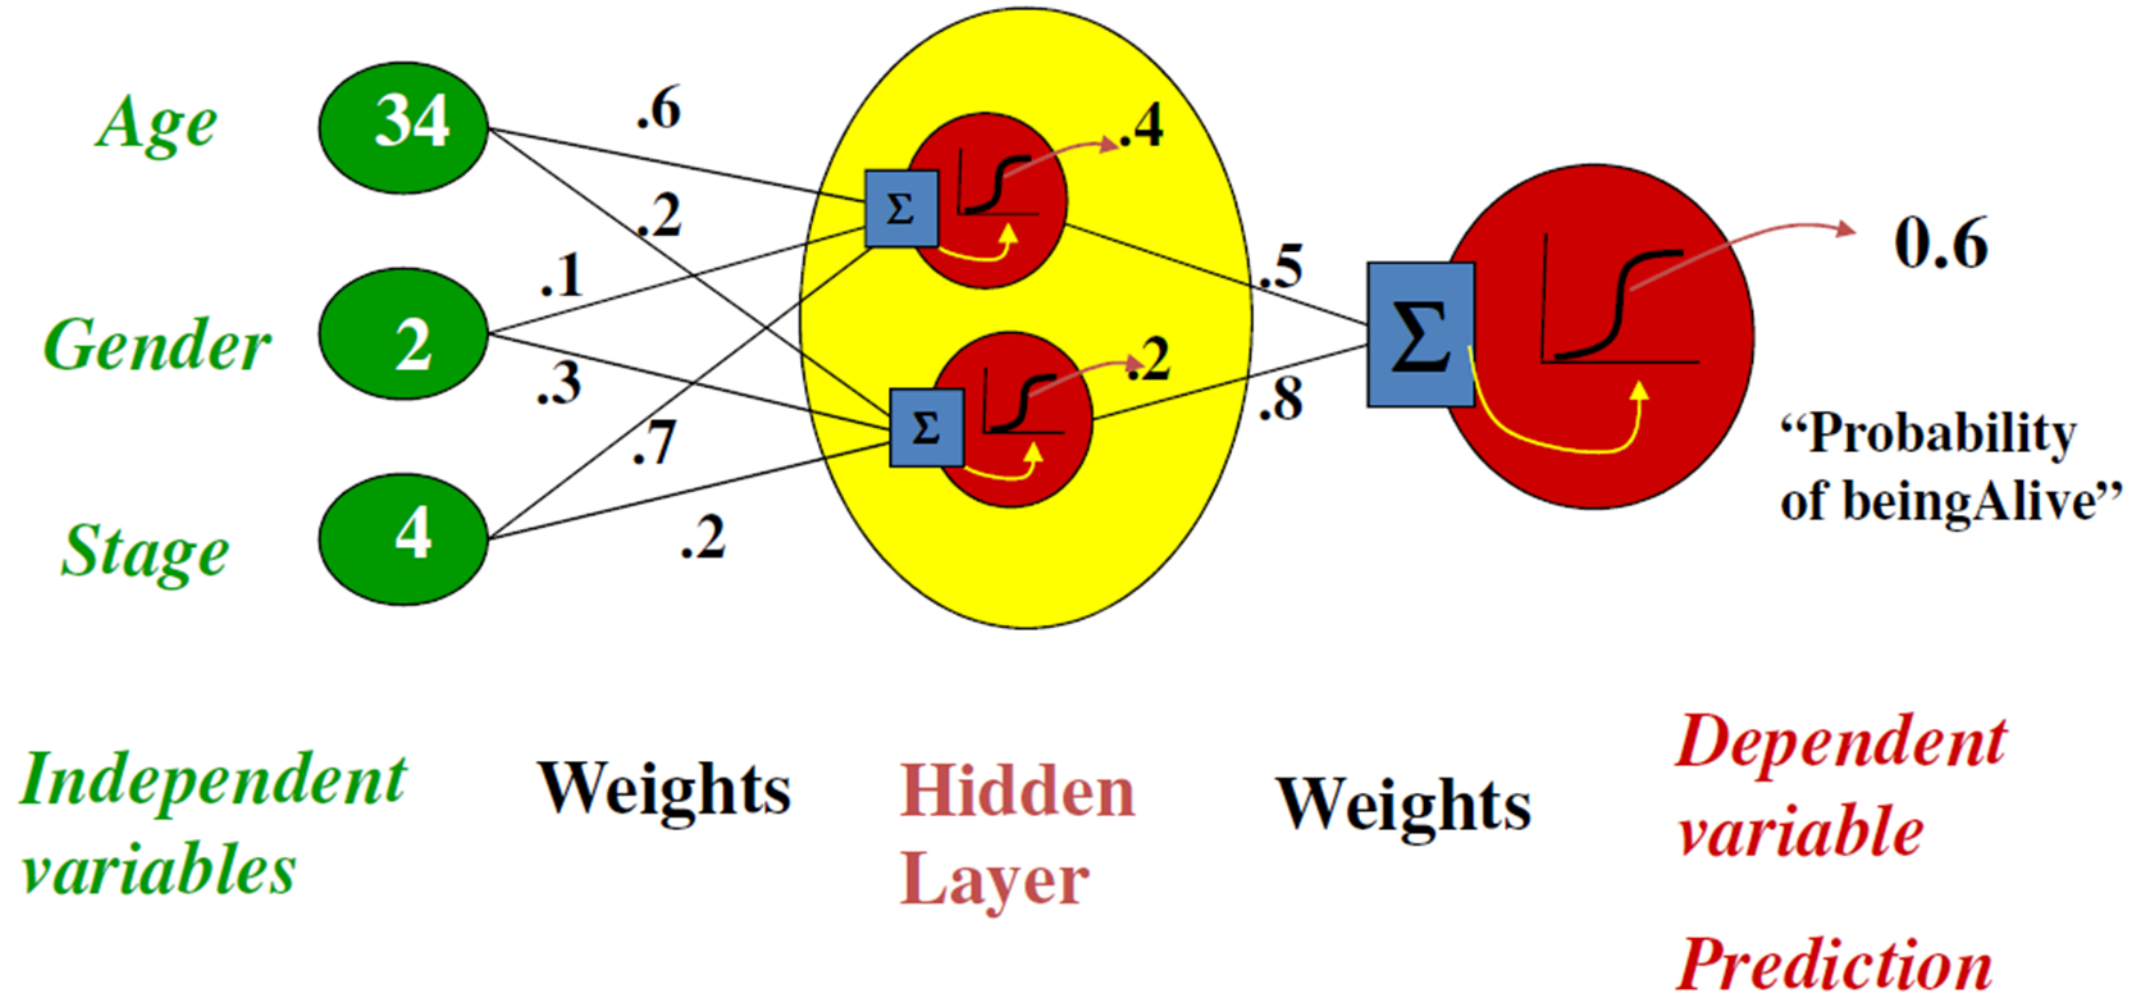 Age
34
.6
.2
Gender
2
.1
.3
Stage
4
.7
.2
Σ
.4
Σ
.2
.5
.8
Σ
0.6
“Probability
of beingAlive”
Independent
variables
Weights
Hidden
Layer
Weights
Dependent
variable
Prediction